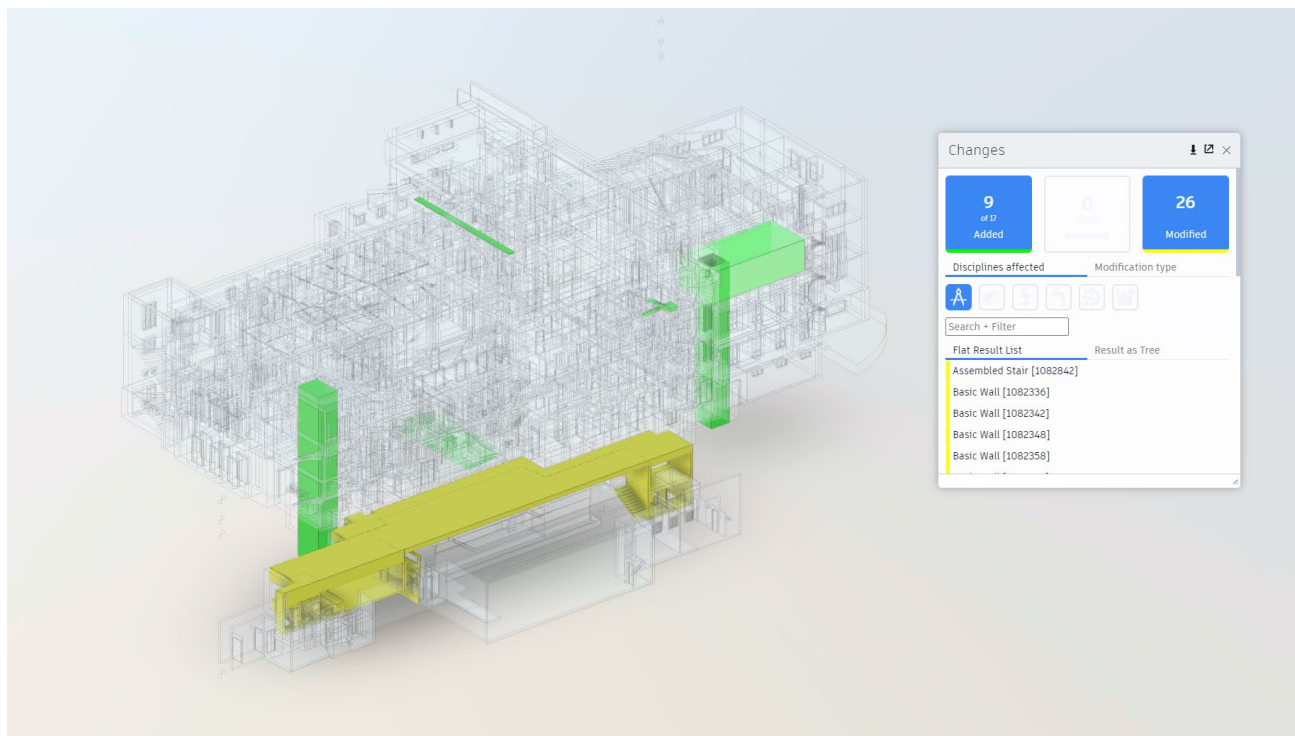 Changes
9
of 17
Added
0
26
Modified
Disciplines affected
Modification type
Search + Filter
Flat Result List
Result as Tree
Assembled Stair [1082842]
Basic Wall [1082336]
Basic Wall [1082342]
Basic Wall [1082348]
Basic Wall [1082358]